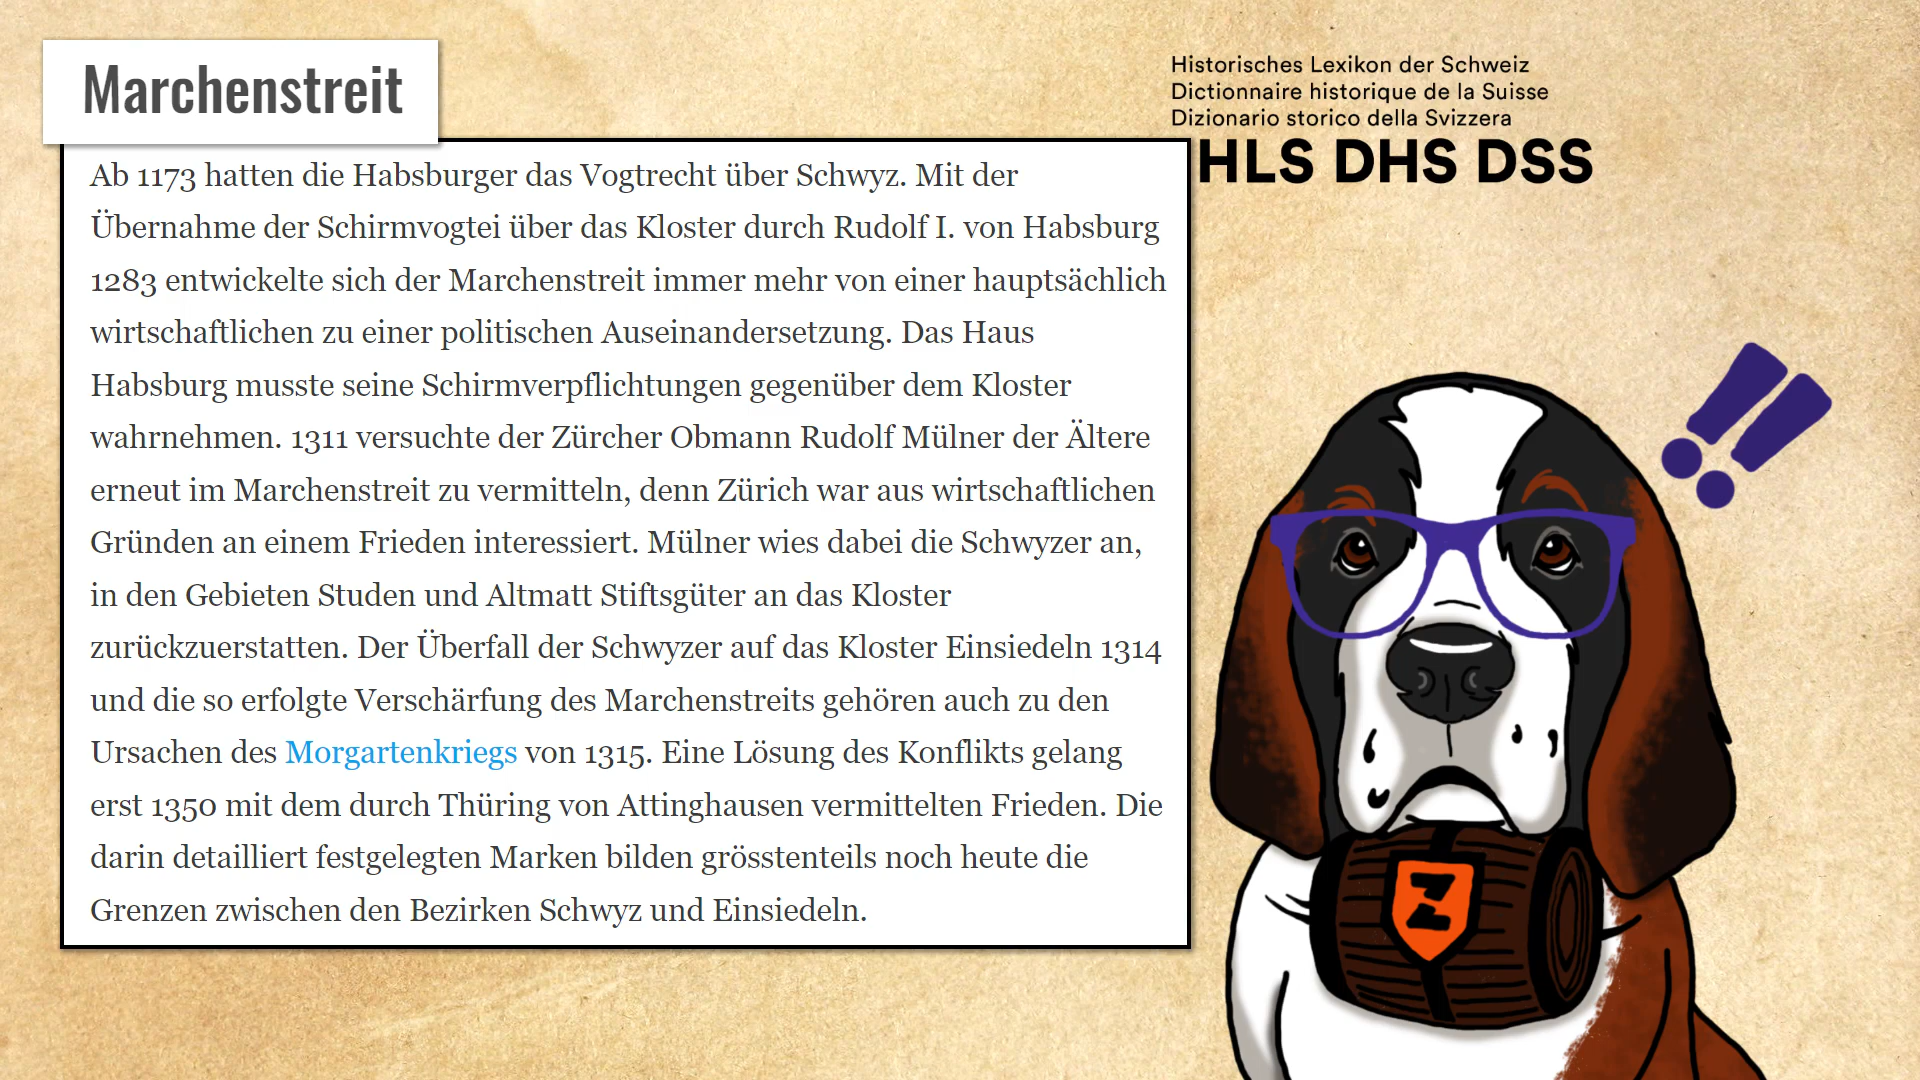 Marchenstreit
Historisches Lexikon der Schweiz
Dictionnaire historique de la Suisse
Dizionario storico della Svizzera
HLS DHS DSS
Ab 1173 hatten die Habsburger das Vogtrecht über Schwyz. Mit der
Übernahme der Schirmvogtei über das Kloster durch Rudolf I. von Habsburg
1283 entwickelte sich der Marchenstreit immer mehr von einer hauptsächlich
wirtschaftlichen zu einer politischen Auseinandersetzung. Das Haus
Habsburg musste seine Schirmverpflichtungen gegenüber dem Kloster
wahrnehmen. 1311 versuchte der Zürcher Obmann Rudolf Mülner der Ältere
erneut im Marchenstreit zu vermitteln, denn Zürich war aus wirtschaftlichen
Gründen an einem Frieden interessiert. Mülner wies dabei die Schwyzer an,
in den Gebieten Studen und Altmatt Stiftsgüter an das Kloster
zurückzuerstatten. Der Überfall der Schwyzer auf das Kloster Einsiedeln 1314
und die so erfolgte Verschärfung des Marchenstreits gehören auch zu den
Ursachen des Morgartenkriegs von 1315. Eine Lösung des Konflikts gelang
erst 1350 mit dem durch Thüring von Attinghausen vermittelten Frieden. Die
darin detailliert festgelegten Marken bilden grösstenteils noch heute die
Grenzen zwischen den Bezirken Schwyz und Einsiedeln.
!!
Z